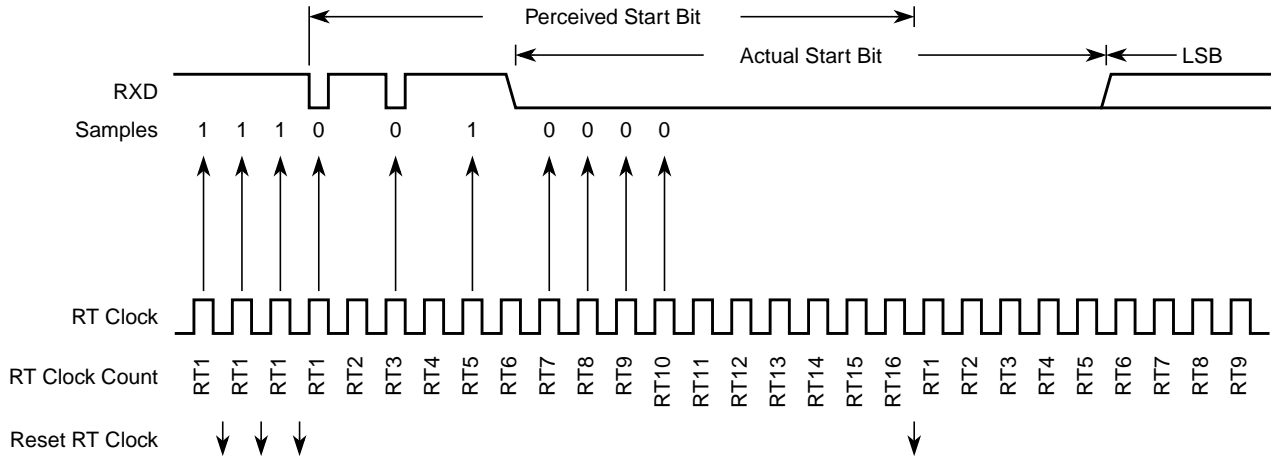 Perceived Start Bit
Actual Start Bit LSB
RXD
Samples 1 1 1 0 0 1 0 0 0 0
RT Clock
RT Clock Count RT1 RT1 RT1 RT1 RT2 RT3 RT4 RT5 RT6 RT7 RT8 RT9 RT10 RT11 RT12 RT13 RT14 RT15 RT16 RT1 RT2 RT3 RT4 RT5 RT6 RT7 RT8 RT9
Reset RT Clock